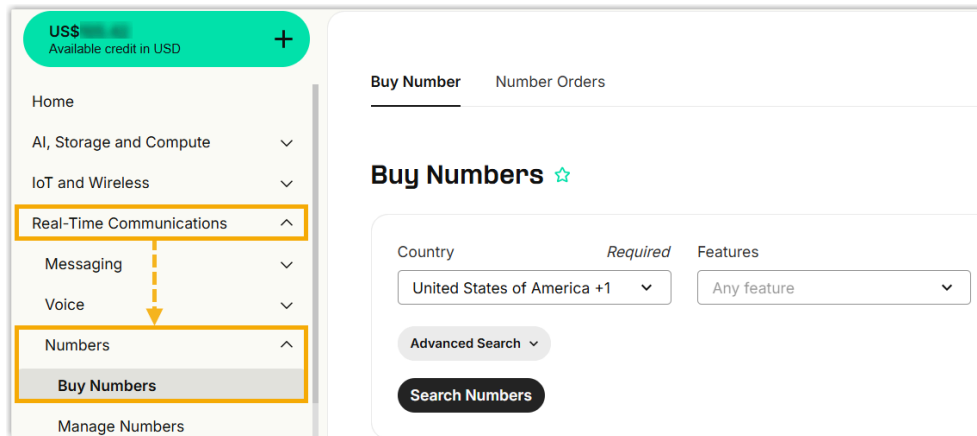 US$
Available credit in USD
Home
AI, Storage and Compute
IoT and Wireless
Real-Time Communications
Messaging
Voice
Numbers
Buy Numbers
Manage Numbers
Buy Number
Number Orders
Buy Numbers
Country
Required
Features
United States of America +1
Any feature
Advanced Search
Search Numbers